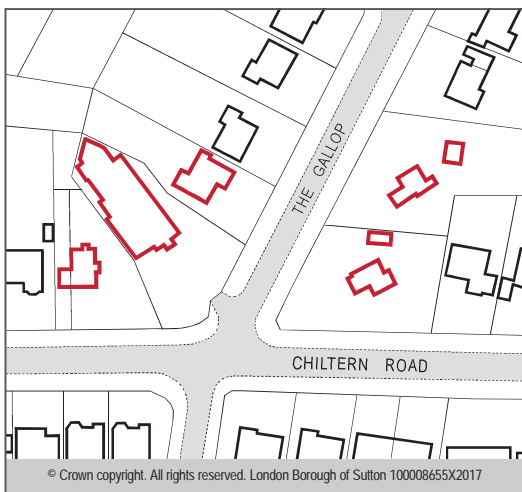 THE GALLOP
CHILTERN ROAD
© Crown copyright. All rights reserved. London Borough of Sutton 100008655X2017